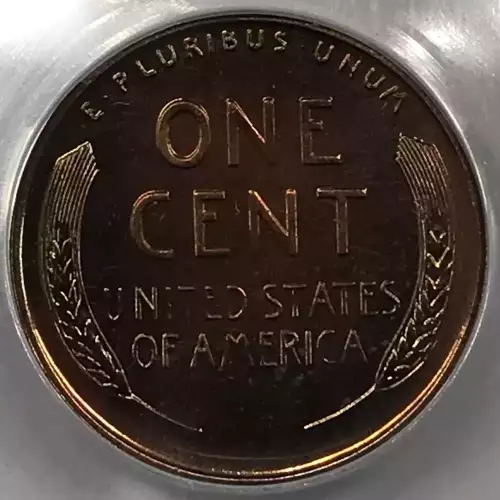 E·PLURIBUS UNUM
ONE
CENT
UNITED STATES
OF AMERICA